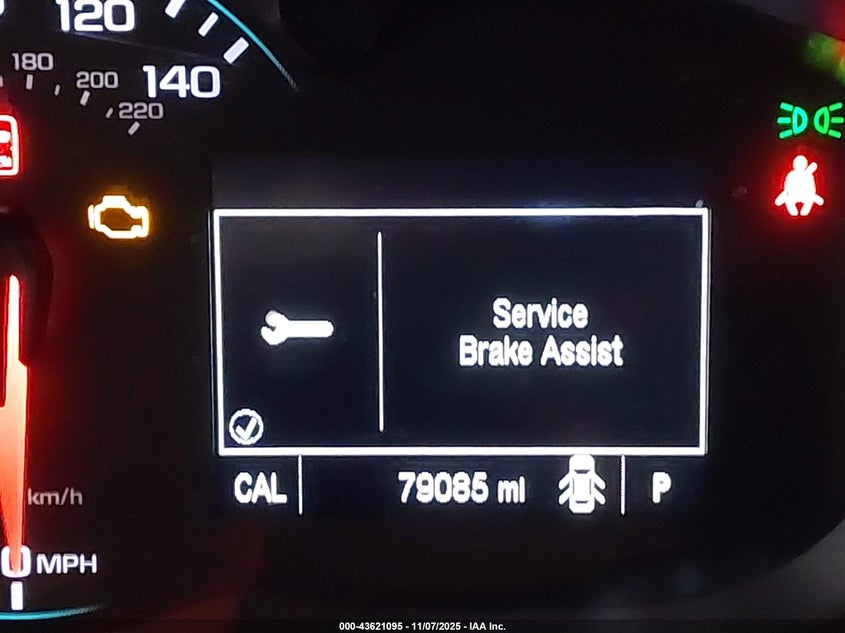 120
180
200
140
220
Service
Brake Assist
CAL
79085 mi
P
km/h
0 MPH
000-43621095 - 11/07/2025 - IAA Inc.